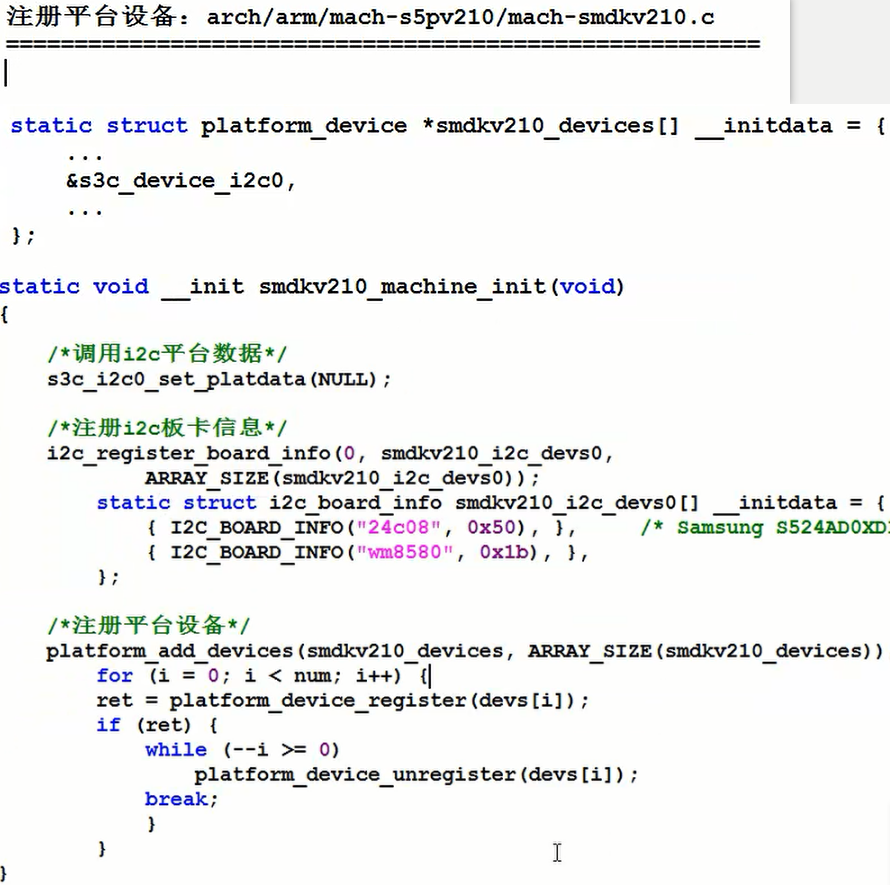 注册平台设备：arch/arm/mach-s5pv210/mach-smdkv210.c
========================================================
static struct platform_device *smdkv210_devices[] __initdata = {
...
&s3c_device_i2c0,
...
};
static void __init smdkv210_machine_init(void)
{
/*调用i2c平台数据*/
s3c_i2c0_set_platdata(NULL);
/*注册i2c板卡信息*/
i2c_register_board_info(0, smdkv210_i2c_devs0,
ARRAY_SIZE(smdkv210_i2c_devs0));
static struct i2c_board_info smdkv210_i2c_devs0[] __initdata = {
{ I2C_BOARD_INFO("24c08", 0x50), }, /* Samsung S524AD0XD
{ I2C_BOARD_INFO("wm8580", 0x1b), },
};
/*注册平台设备*/
platform_add_devices(smdkv210_devices, ARRAY_SIZE(smdkv210_devices))
for (i = 0; i < num; i++) {
ret = platform_device_register(devs[i]);
if (ret) {
while (--i >= 0)
platform_device_unregister(devs[i]);
break;
}
}
}